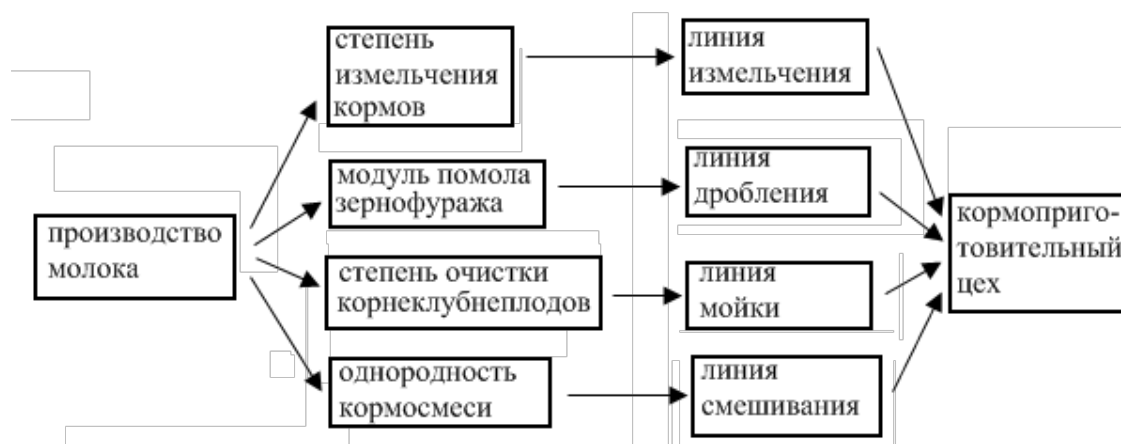 производство
молока
степень
измельчения
кормов
модуль помола
зернофуража
степень очистки
корнеклубнеплодов
однородность
кормосмеси
линия
измельчения
линия
дробления
линия
мойки
линия
смешивания
кормоприго-
товительный
цех